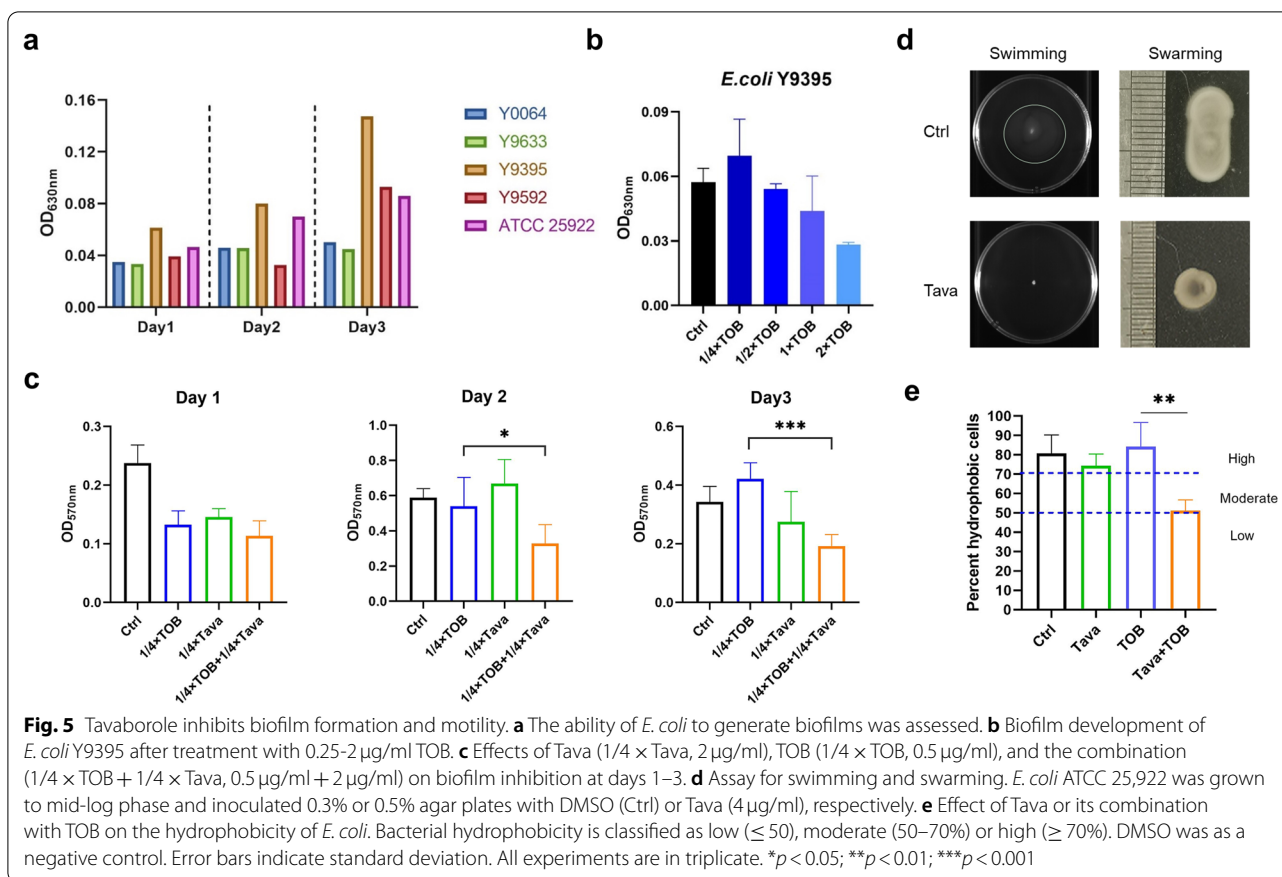 a
0.16
0.12
0.08
0.04
0.00
OD630nm
Day1 Day2 Day3
Y0064
Y9633
Y9395
Y9592
ATCC 25922
b
E.coli Y9395
0.09
0.06
0.03
0.00
OD630nm
Ctrl
1/4×TOB
1/2×TOB
1×TOB
2×TOB
d
Swimming Swarming
Ctrl
Tava
c
Day 1
0.3
0.2
0.1
0.0
OD570nm
Ctrl
1/4×TOB
1/4×Tava
1/4×TOB+1/4×Tava
Day 2
*
1.0
0.8
0.6
0.4
0.2
0.0
OD570nm
Ctrl
1/4×TOB
1/4×Tava
1/4×TOB+1/4×Tava
Day3
***
0.6
0.4
0.2
0.0
OD570nm
Ctrl
1/4×TOB
1/4×Tava
1/4×TOB+1/4×Tava
e
**
100
90
80
70
60
50
40
30
20
10
0
Percent hydrophobic cells
High
Moderate
Low
Ctrl
Tava
TOB
Tava+TOB
Fig. 5 Tavaborole inhibits biofilm formation and motility. a The ability of E. coli to generate biofilms was assessed. b Biofilm development of
E. coli Y9395 after treatment with 0.25-2 μg/ml TOB. c Effects of Tava (1/4 × Tava, 2 μg/ml), TOB (1/4 × TOB, 0.5 μg/ml), and the combination
(1/4 × TOB + 1/4 × Tava, 0.5 μg/ml + 2 μg/ml) on biofilm inhibition at days 1–3. d Assay for swimming and swarming. E. coli ATCC 25,922 was grown
to mid-log phase and inoculated 0.3% or 0.5% agar plates with DMSO (Ctrl) or Tava (4 μg/ml), respectively. e Effect of Tava or its combination
with TOB on the hydrophobicity of E. coli. Bacterial hydrophobicity is classified as low (≤ 50), moderate (50–70%) or high (≥ 70%). DMSO was as a
negative control. Error bars indicate standard deviation. All experiments are in triplicate. *p < 0.05; **p < 0.01; ***p < 0.001